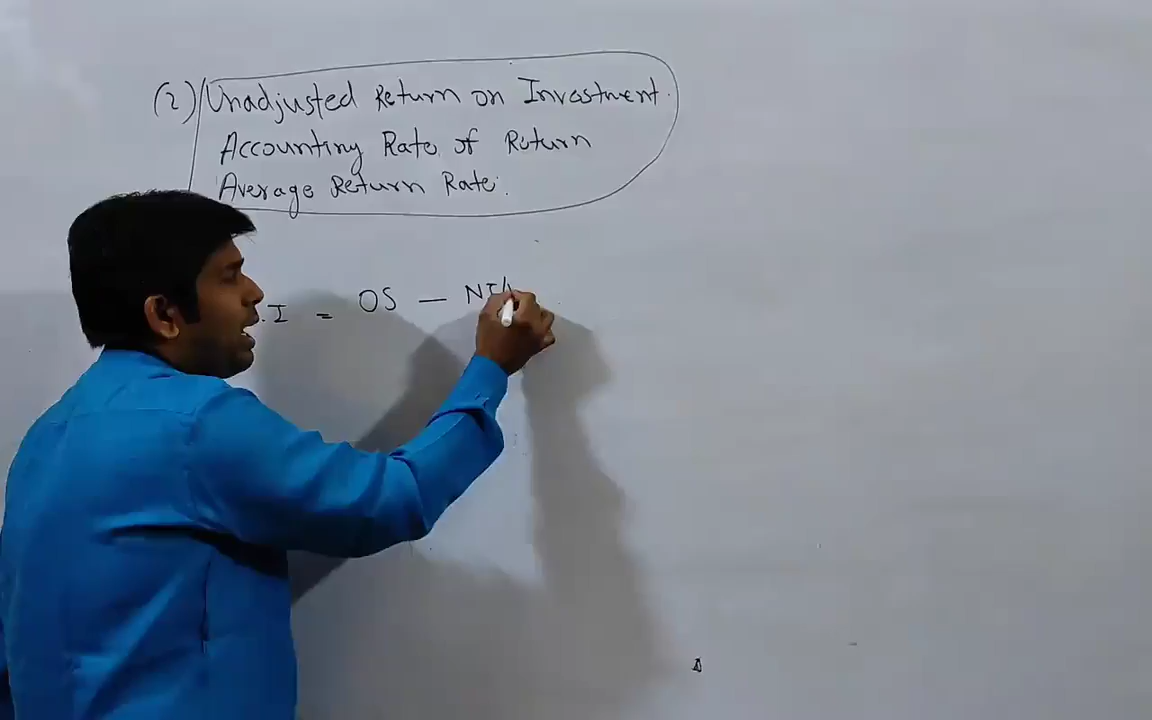 (2) Unadjusted Return on Investment.
Accounting Rate of Return
Average Return Rate.
.I = OS — NI/